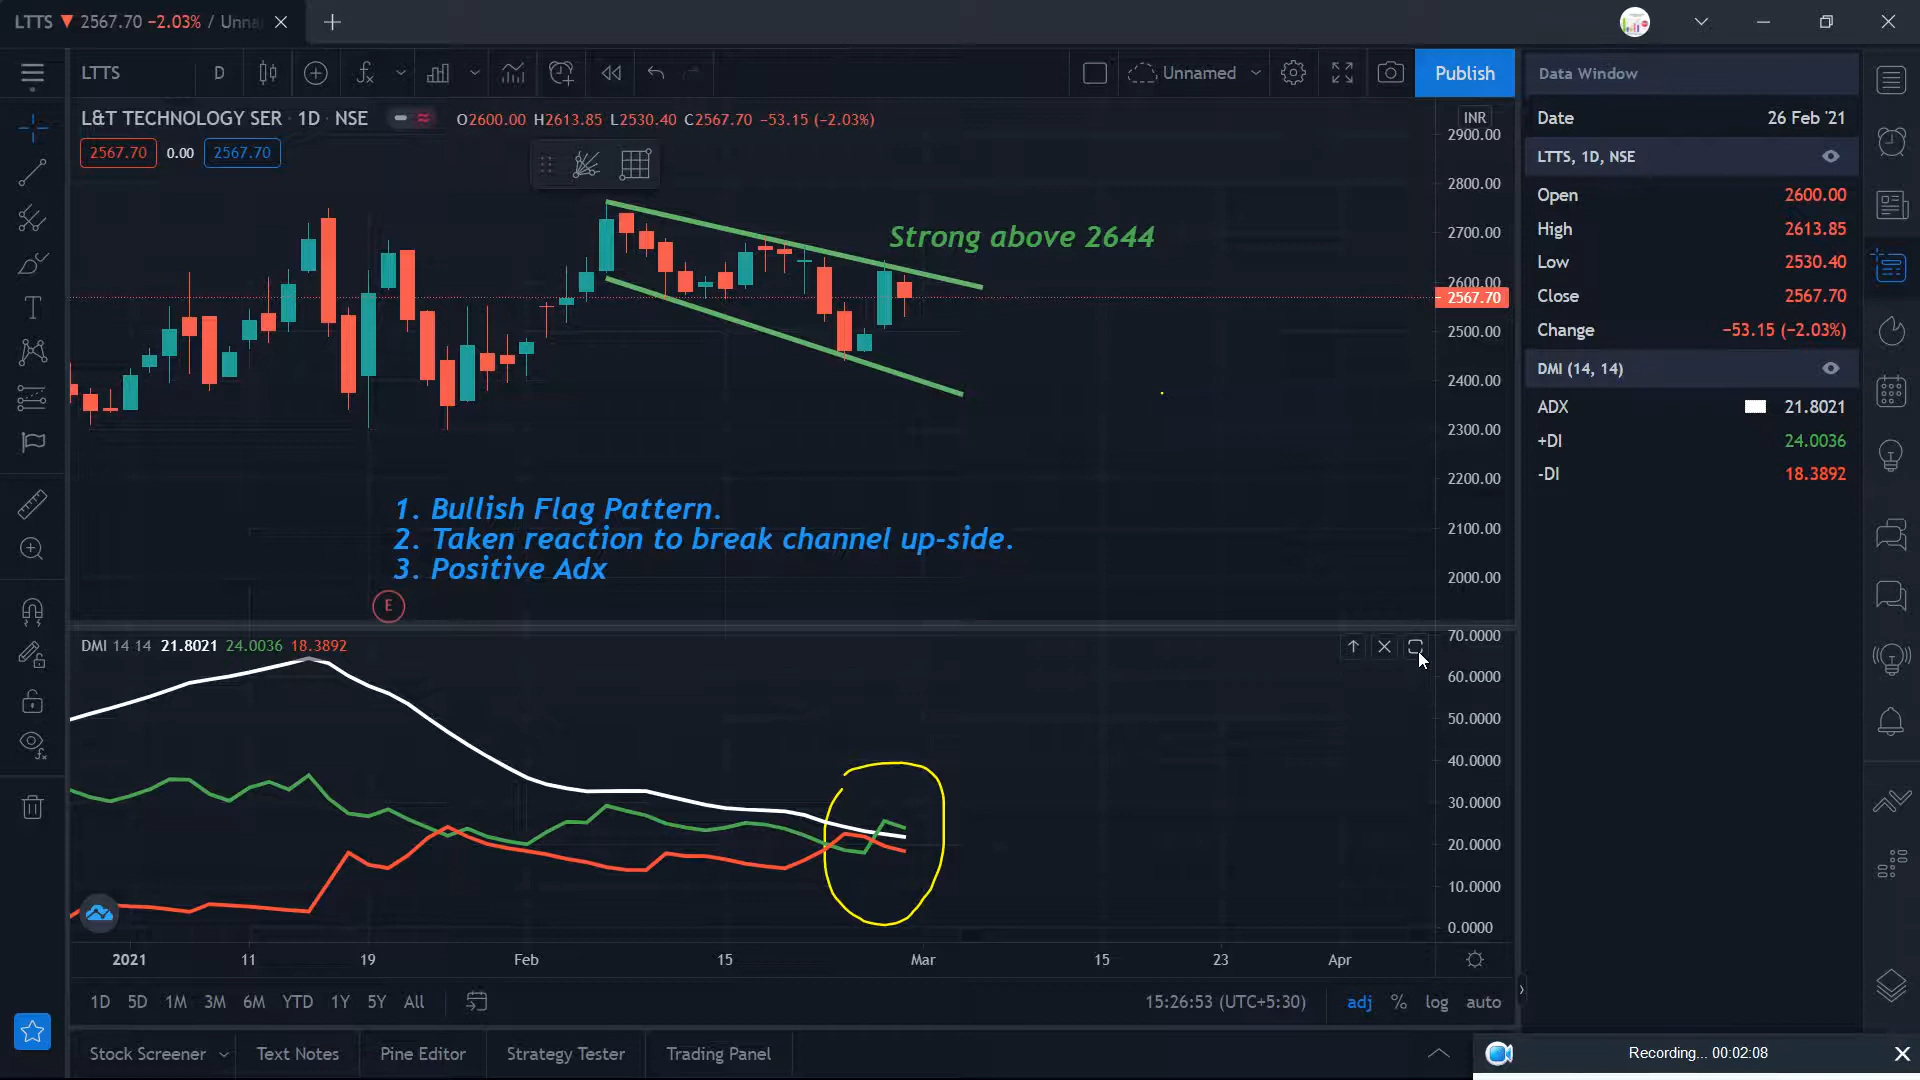 LTTS ▼ 2567.70 −2.03% / Unna
LTTS D Unnamed Publish
Data Window
L&T TECHNOLOGY SER · 1D · NSE O2600.00 H2613.85 L2530.40 C2567.70 −53.15 (−2.03%)
2567.70 0.00 2567.70
INR
2900.00
2800.00
2700.00
2600.00
2567.70
2500.00
2400.00
2300.00
2200.00
2100.00
2000.00
Strong above 2644
1. Bullish Flag Pattern.
2. Taken reaction to break channel up-side.
3. Positive Adx
E
Date 26 Feb '21
LTTS, 1D, NSE
Open 2600.00
High 2613.85
Low 2530.40
Close 2567.70
Change −53.15 (−2.03%)
DMI (14, 14)
ADX 21.8021
+DI 24.0036
-DI 18.3892
DMI 14 14 21.8021 24.0036 18.3892
70.0000
60.0000
50.0000
40.0000
30.0000
20.0000
10.0000
0.0000
2021 11 19 Feb 15 Mar 15 23 Apr
1D 5D 1M 3M 6M YTD 1Y 5Y All 15:26:53 (UTC+5:30) adj % log auto
Stock Screener Text Notes Pine Editor Strategy Tester Trading Panel
Recording... 00:02:08